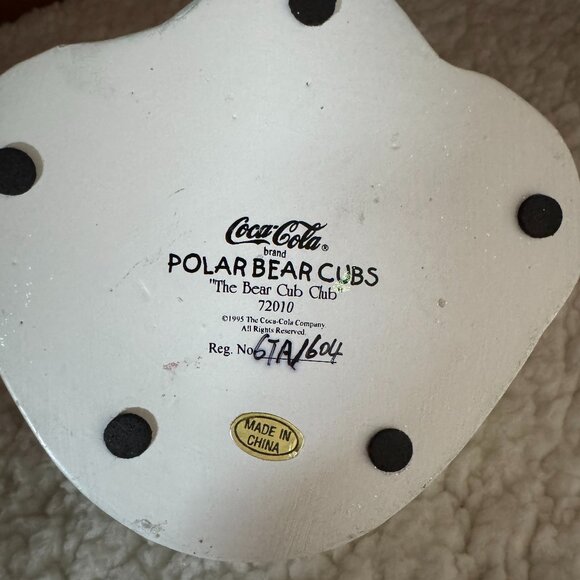 Coca-Cola®
brand
POLAR BEAR CUBS
"The Bear Cub Club"
72010
©1995 The Coca-Cola Company
All Rights Reserved.
Reg. No 6TA/604
MADE IN
CHINA